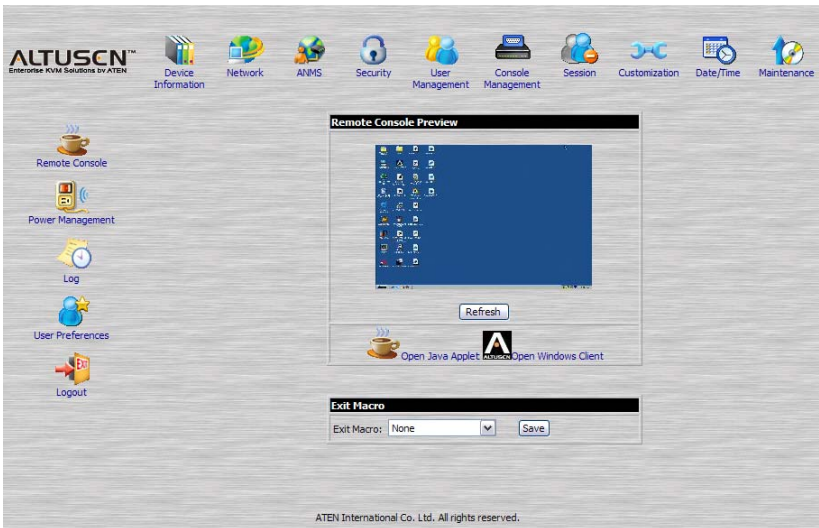 ALTUSCN™
Enterprise KVM Solutions by ATEN
Device Information
Network
ANMS
Security
User Management
Console Management
Session
Customization
Date/Time
Maintenance
Remote Console
Power Management
Log
User Preferences
EXIT
Logout
Remote Console Preview
Refresh
Open Java Applet
ALTUSCN
Open Windows Client
Exit Macro
Exit Macro: None
Save
ATEN International Co. Ltd. All rights reserved.